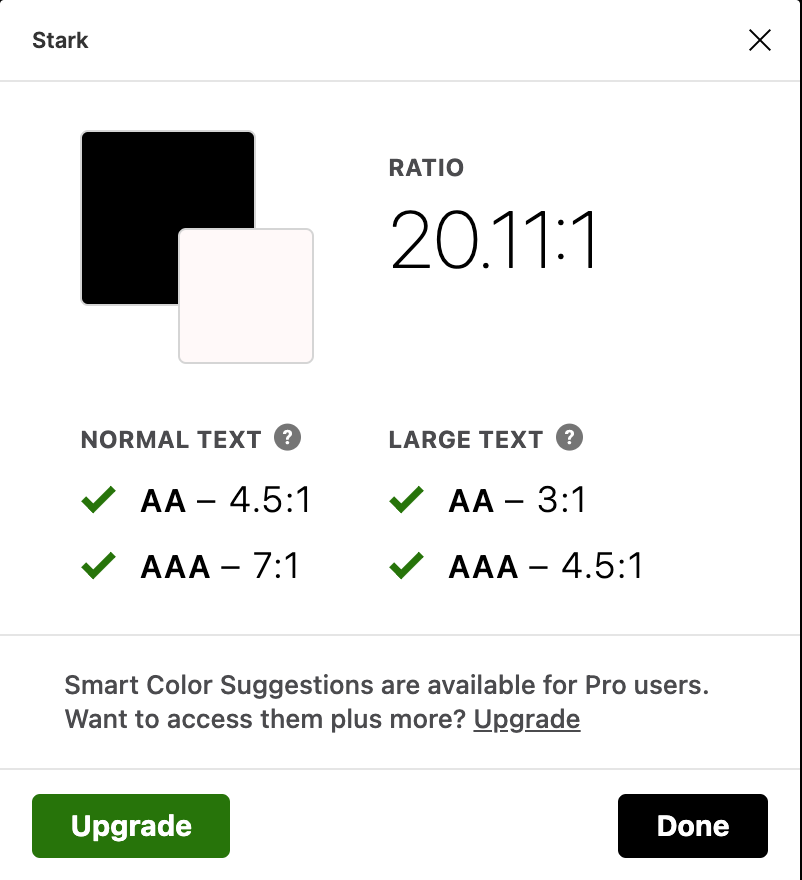 Stark
RATIO
20.11:1
NORMAL TEXT ?
AA – 4.5:1
AAA – 7:1
LARGE TEXT ?
AA – 3:1
AAA – 4.5:1
Smart Color Suggestions are available for Pro users.
Want to access them plus more? Upgrade
Upgrade
Done